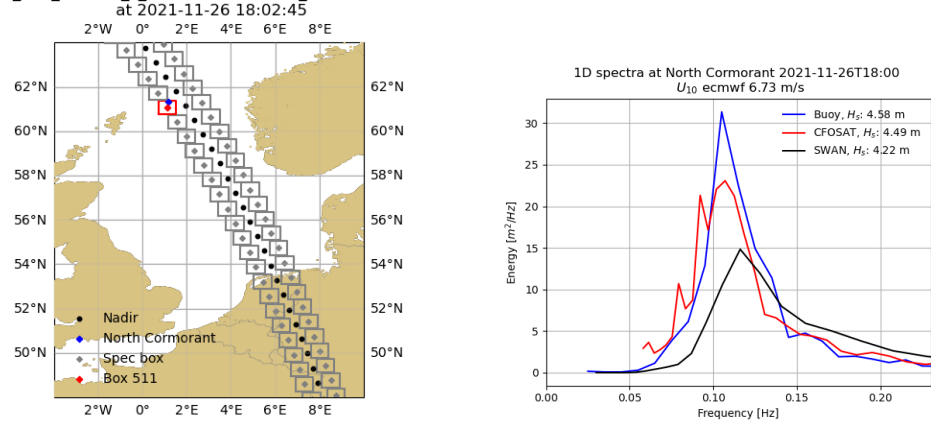 at 2021-11-26 18:02:45
2°W 0° 2°E 4°E 6°E 8°E
62°N 62°N
60°N 60°N
58°N 58°N
56°N 56°N
54°N 54°N
52°N 52°N
50°N 50°N
Nadir
North Cormorant
Spec box
Box 511
2°W 0° 2°E 4°E 6°E 8°E
1D spectra at North Cormorant 2021-11-26T18:00
U10 ecmwf 6.73 m/s
Buoy, Hs: 4.58 m
CFOSAT, Hs: 4.49 m
SWAN, Hs: 4.22 m
Energy [m²/Hz]
30
25
20
15
10
5
0
0.00 0.05 0.10 0.15 0.20
Frequency [Hz]